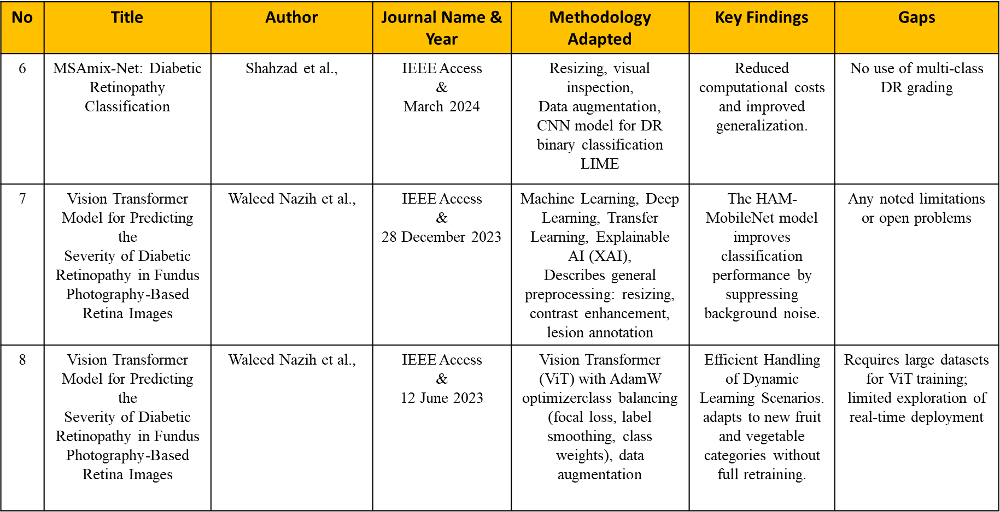 No
Title
Author
Journal Name &
Year
Methodology
Adapted
Key Findings
Gaps
6
MSAmix-Net: Diabetic
Retinopathy
Classification
Shahzad et al.,
IEEE Access
&
March 2024
Resizing, visual
inspection,
Data augmentation,
CNN model for DR
binary classification
LIME
Reduced
computational costs
and improved
generalization.
No use of multi-class
DR grading
7
Vision Transformer
Model for Predicting
the
Severity of Diabetic
Retinopathy in Fundus
Photography-Based
Retina Images
Waleed Nazih et al.,
IEEE Access
&
28 December 2023
Machine Learning, Deep
Learning, Transfer
Learning, Explainable
AI (XAI),
Describes general
preprocessing: resizing,
contrast enhancement,
lesion annotation
The HAM-
MobileNet model
improves
classification
performance by
suppressing
background noise.
Any noted limitations
or open problems
8
Vision Transformer
Model for Predicting
the
Severity of Diabetic
Retinopathy in Fundus
Photography-Based
Retina Images
Waleed Nazih et al.,
IEEE Access
&
12 June 2023
Vision Transformer
(ViT) with AdamW
optimizerclass balancing
(focal loss, label
smoothing, class
weights), data
augmentation
Efficient Handling
of Dynamic
Learning Scenarios.
adapts to new fruit
and vegetable
categories without
full retraining.
Requires large datasets
for ViT training;
limited exploration of
real-time deployment